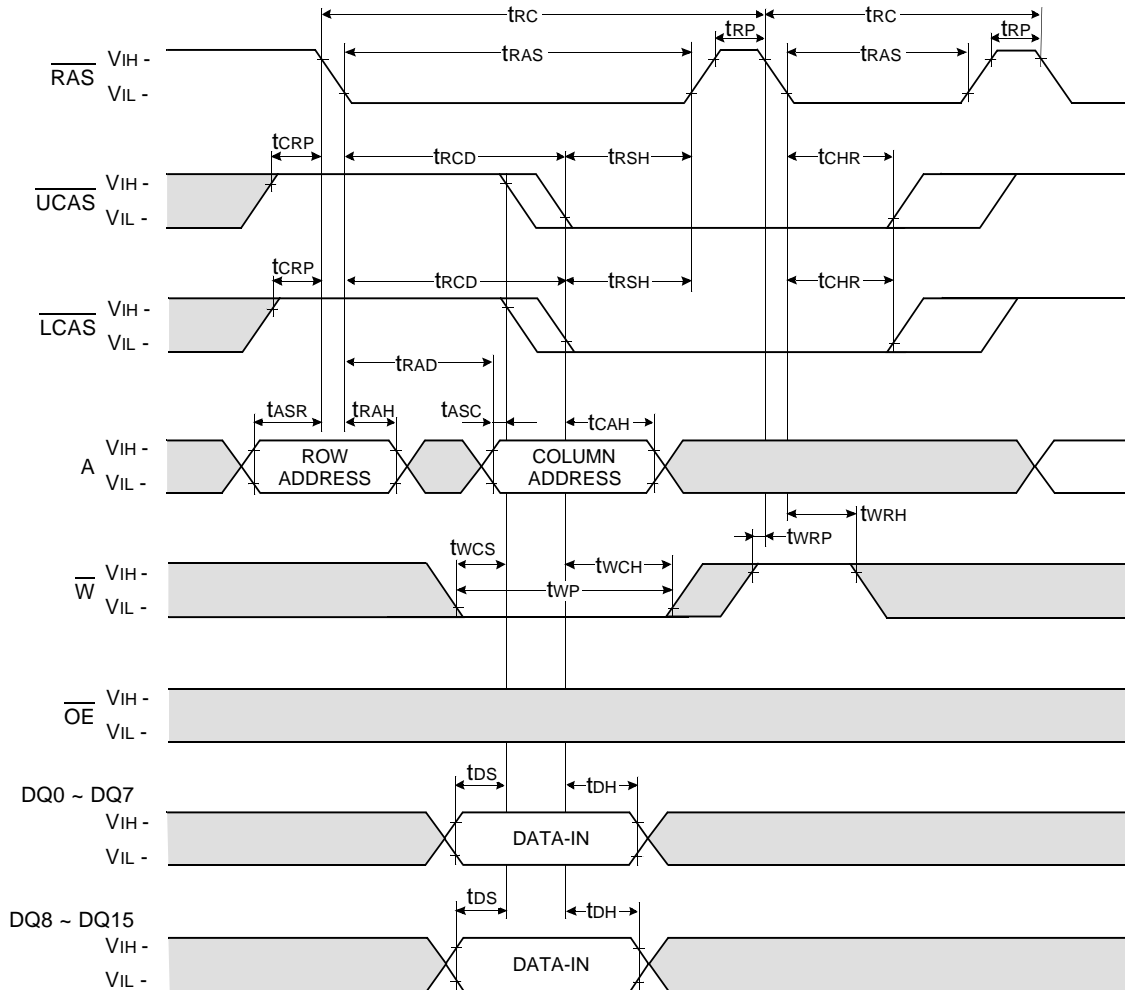 tRC tRC
tRP tRP
tRAS tRAS
RAS VIH -
VIL -
tCRP tRCD tRSH tCHR
UCAS VIH -
VIL -
tCRP tRCD tRSH tCHR
LCAS VIH -
VIL -
tRAD
tASR tRAH tASC tCAH
A VIH -
VIL -
ROW ADDRESS
COLUMN ADDRESS
tWRH
tWRP
tWCS tWCH
tWP
W VIH -
VIL -
OE VIH -
VIL -
tDS tDH
DQ0 ~ DQ7
VIH -
VIL -
DATA-IN
tDS tDH
DQ8 ~ DQ15
VIH -
VIL -
DATA-IN